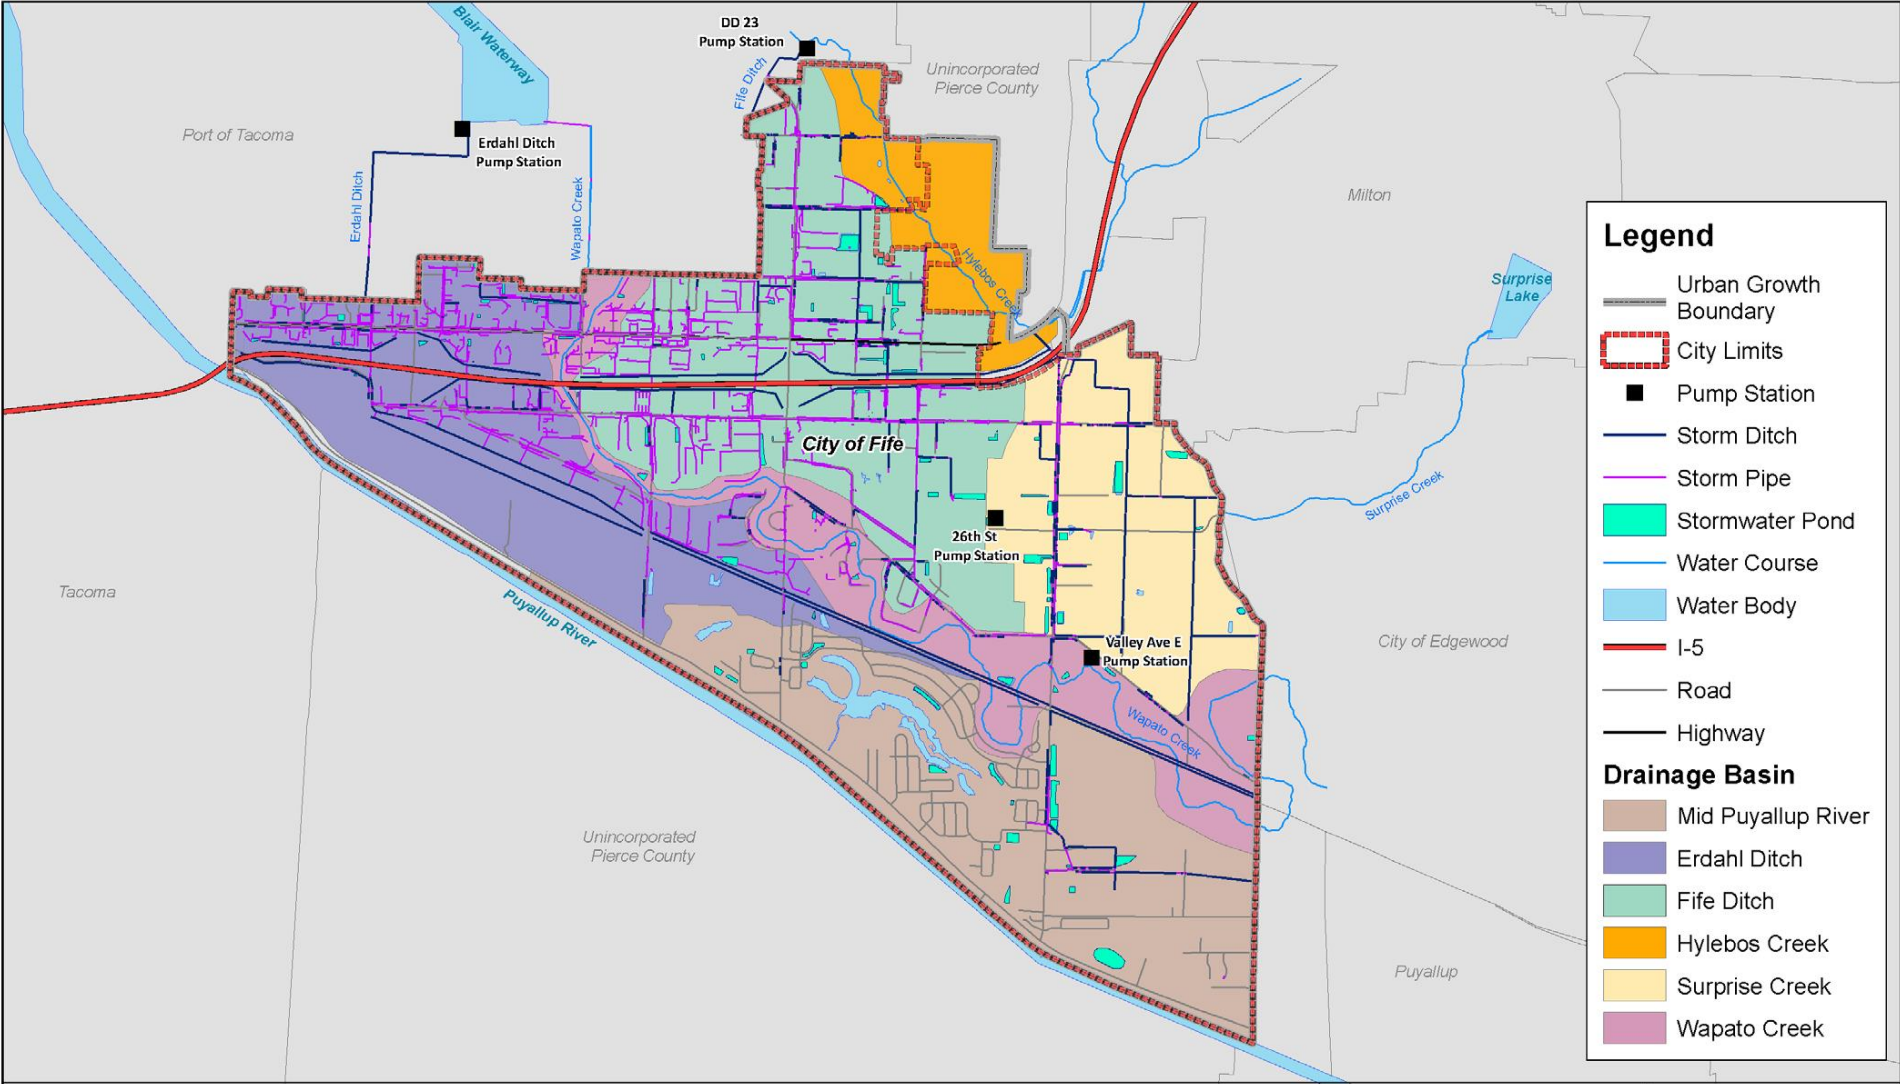 Blair Waterway
DD 23
Pump Station
Fife Ditch
Unincorporated
Pierce County
Port of Tacoma
Erdahl Ditch
Pump Station
Erdahl Ditch
Wapato Creek
Milton
Hylebos Creek
Surprise
Lake
City of Fife
Surprise Creek
26th St
Pump Station
Tacoma
Puyallup River
Valley Ave E
Pump Station
City of Edgewood
Wapato Creek
Unincorporated
Pierce County
Puyallup
Legend
Urban Growth
Boundary
City Limits
Pump Station
Storm Ditch
Storm Pipe
Stormwater Pond
Water Course
Water Body
I-5
Road
Highway
Drainage Basin
Mid Puyallup River
Erdahl Ditch
Fife Ditch
Hylebos Creek
Surprise Creek
Wapato Creek